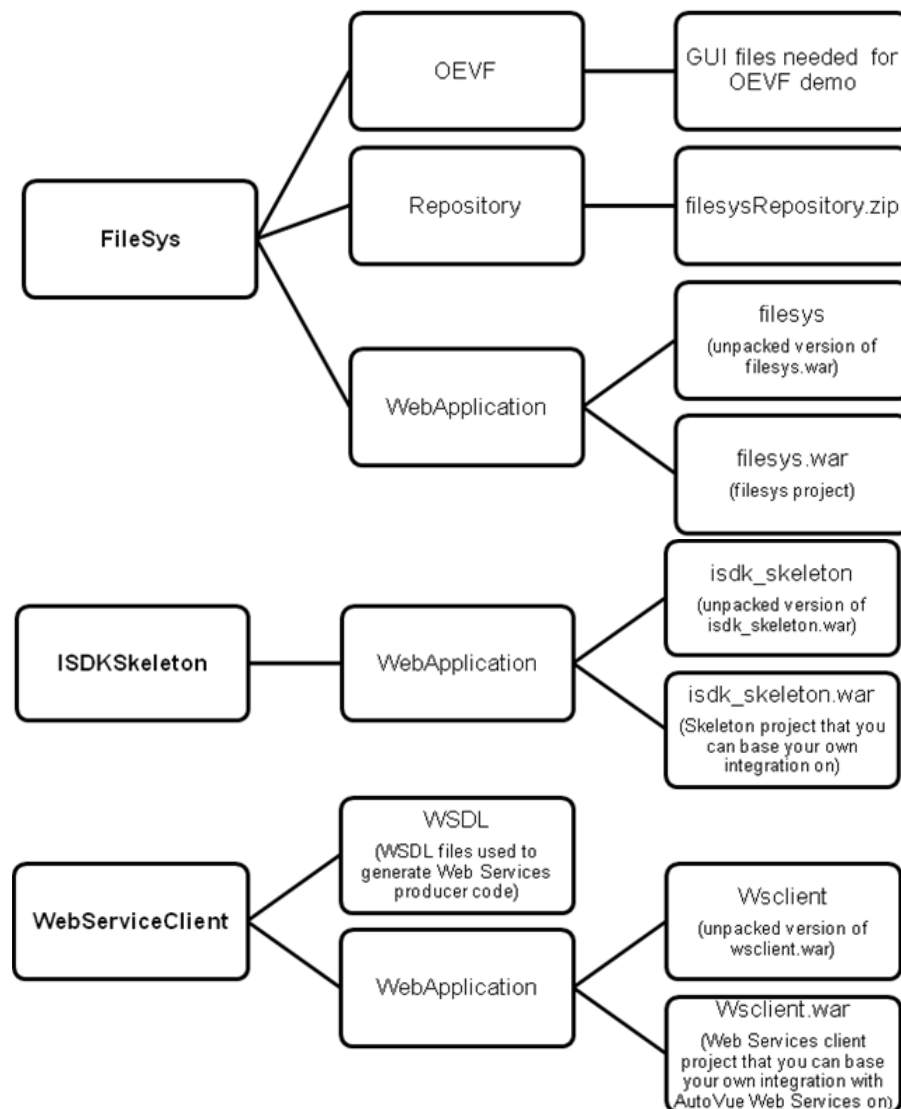 FileSys
OEVF
GUI files needed for
OEVF demo
Repository
filesysRepository.zip
WebApplication
filesys
(unpacked version of
filesys.war)
filesys.war
(filesys project)
ISDKSkeleton
WebApplication
isdk_skeleton
(unpacked version of
isdk_skeleton.war)
isdk_skeleton.war
(Skeleton project that you
can base your own
integration on)
WebServiceClient
WSDL
(WSDL files used to
generate Web Services
producer code)
WebApplication
Wsclient
(unpacked version of
wsclient.war)
Wsclient.war
(Web Services client
project that you can base
your own integration with
AutoVue Web Services on)